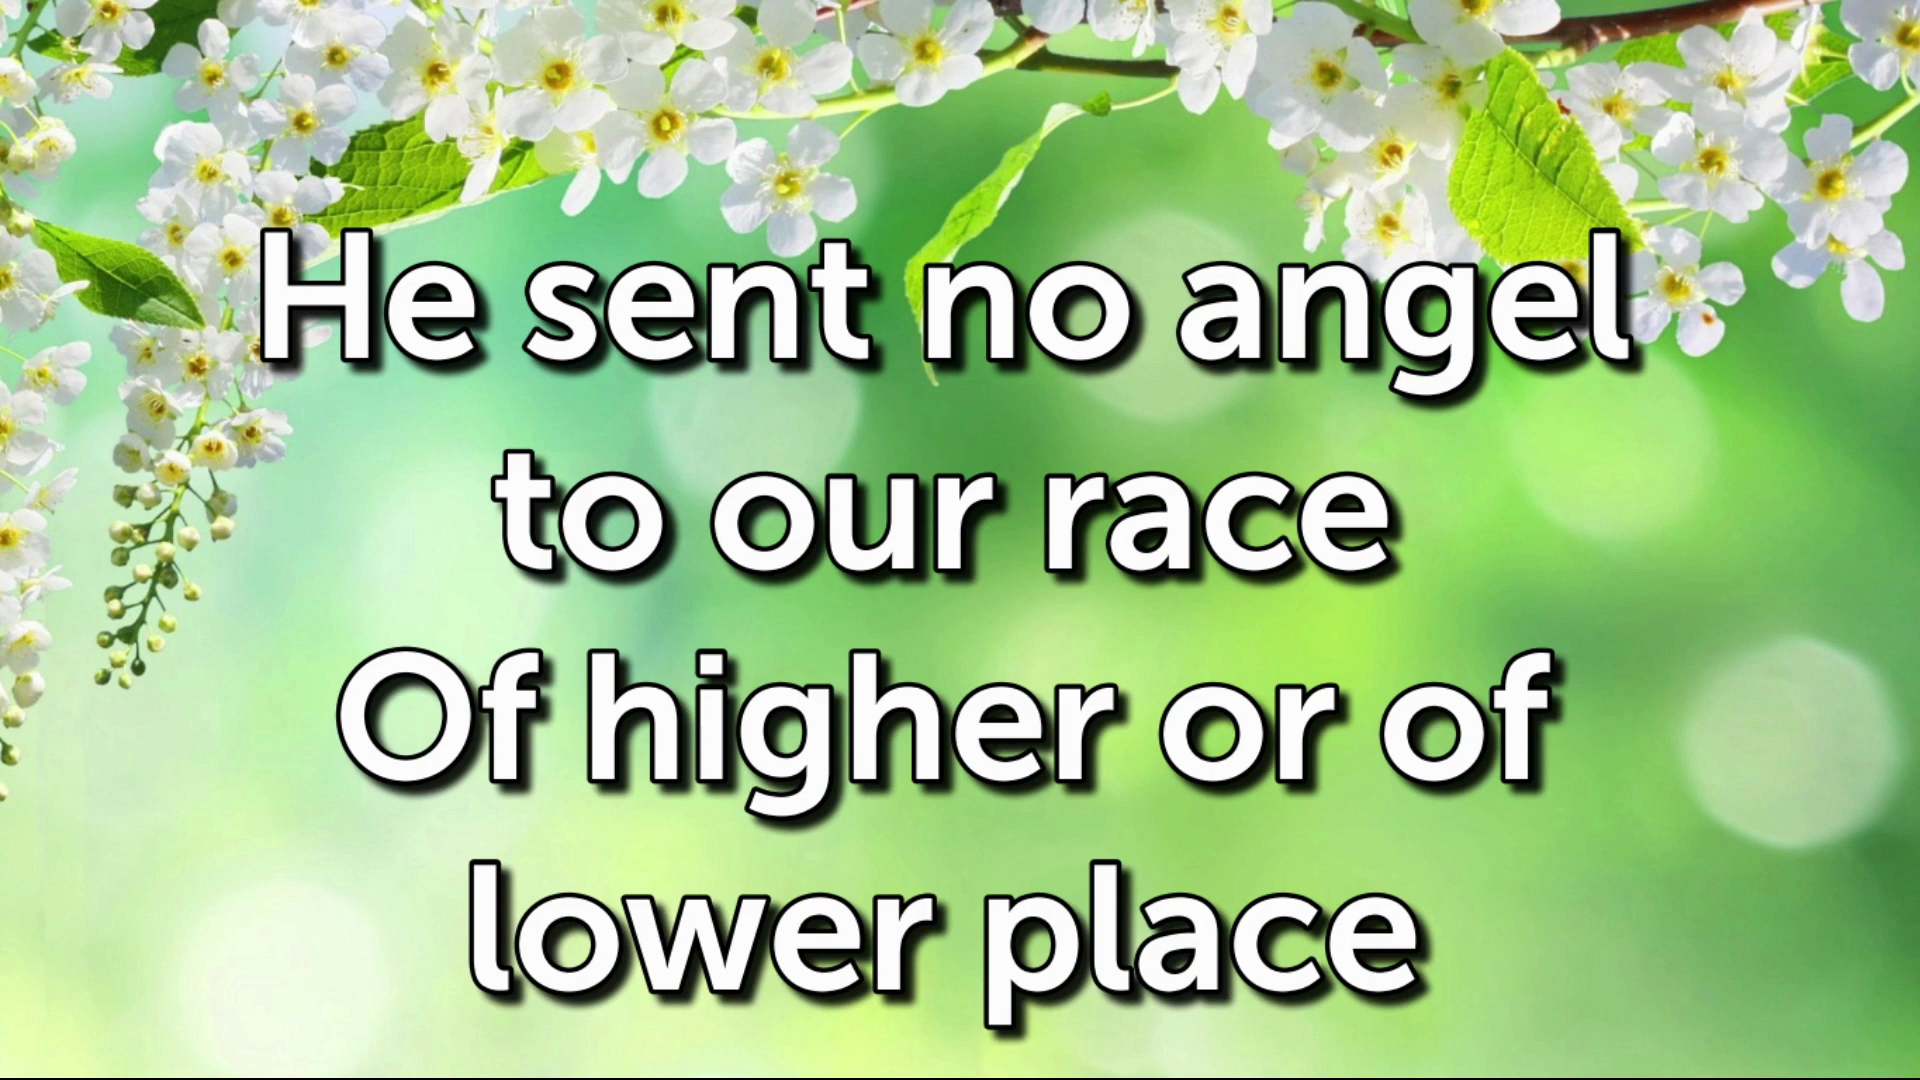 He sent no angel
to our race
Of higher or of
lower place